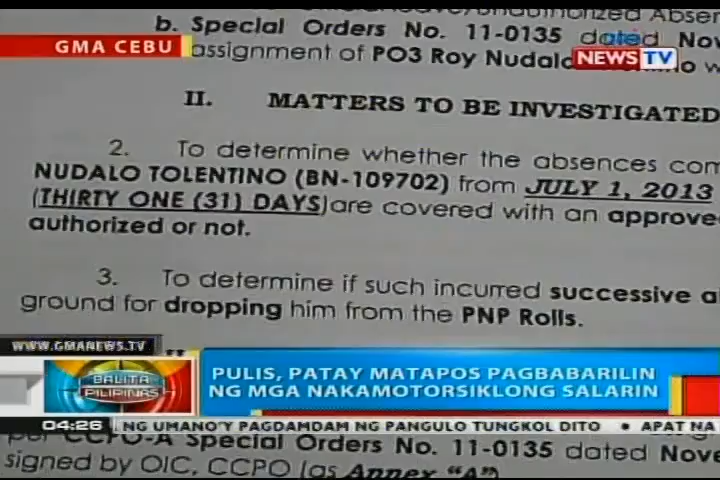 b. Special Orders No. 11-0135 dated Nov
GMA CEBU
assignment of PO3 Roy
NEWS TV
II. MATTERS TO BE INVESTIGATED
2. To determine whether the absences com
NUDALO TOLENTINO (BN-109702) from JULY 1, 2013
(THIRTY ONE (31) DAYS) are covered with an approve
authorized or not.
3. To determine if such incurred successive a
ground for dropping him from the PNP Rolls.
WWW.GMANEWS.TV
BALITA PILIPINAS
PULIS, PATAY MATAPOS PAGBABARILIN
NG MGA NAKAMOTORSIKLONG SALARIN
04:26 NG UMANO'Y PAGDAMDAM NG PANGULO TUNGKOL DITO • APAT NA
Special Orders No. 11-0135 dated Nove
signed by OIC, CCPO (as Annex "A")